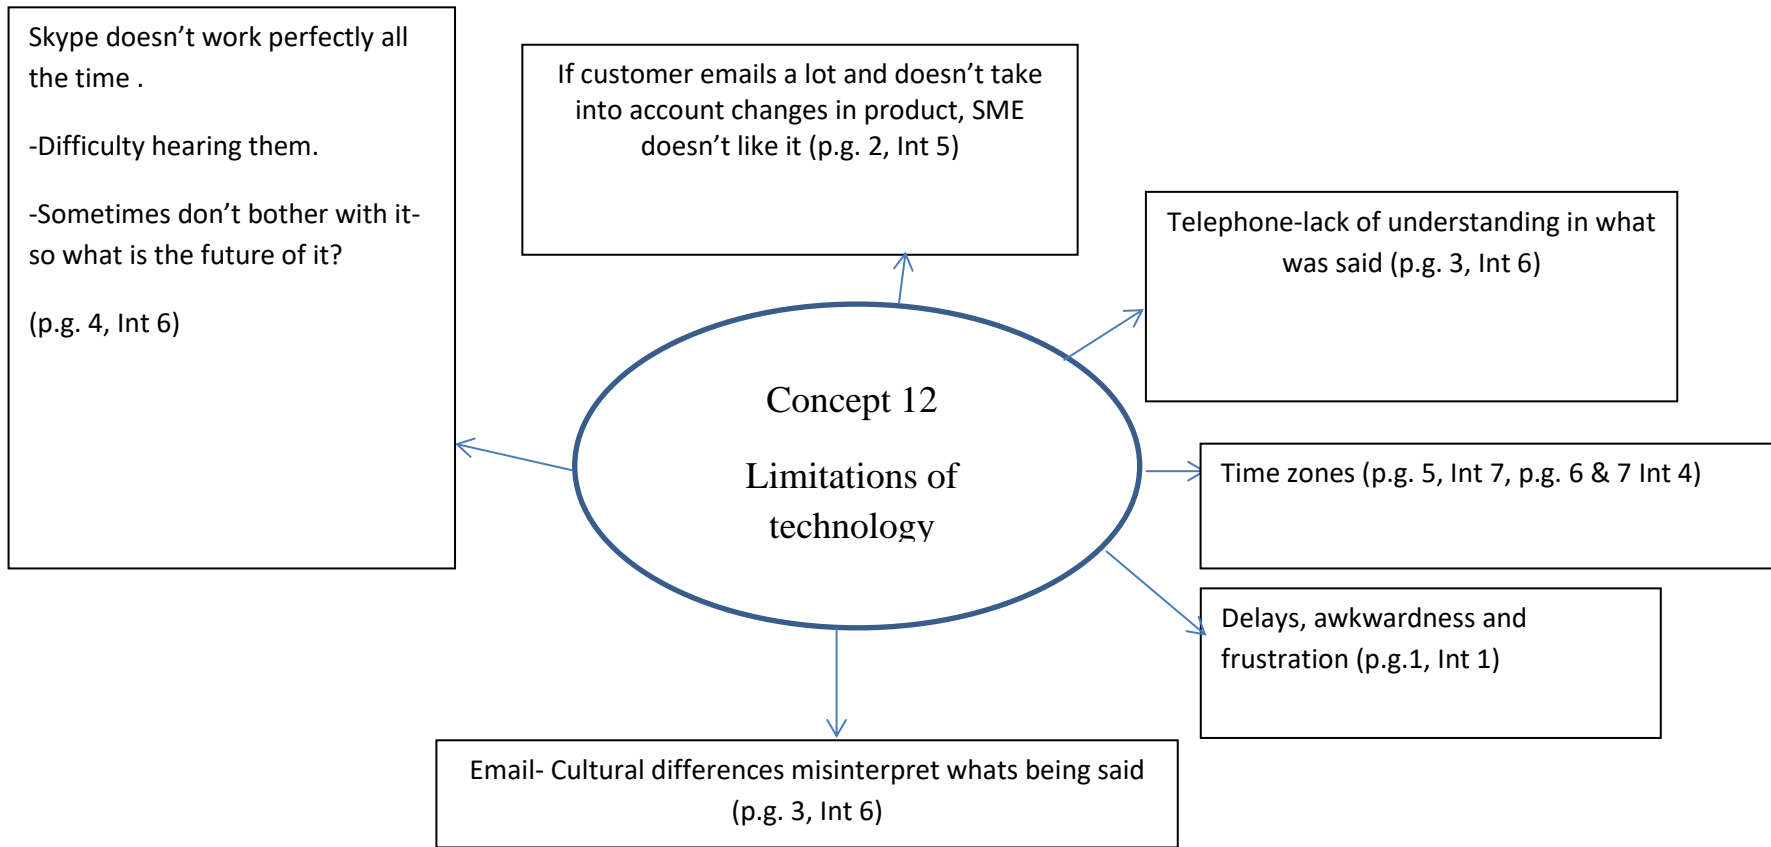 Skype doesn’t work perfectly all
the time .
-Difficulty hearing them.
-Sometimes don’t bother with it-
so what is the future of it?
(p.g. 4, Int 6)
If customer emails a lot and doesn’t take
into account changes in product, SME
doesn’t like it (p.g. 2, Int 5)
Telephone-lack of understanding in what
was said (p.g. 3, Int 6)
Concept 12
Limitations of
technology
Time zones (p.g. 5, Int 7, p.g. 6 & 7 Int 4)
Delays, awkwardness and
frustration (p.g.1, Int 1)
Email- Cultural differences misinterpret whats being said
(p.g. 3, Int 6)